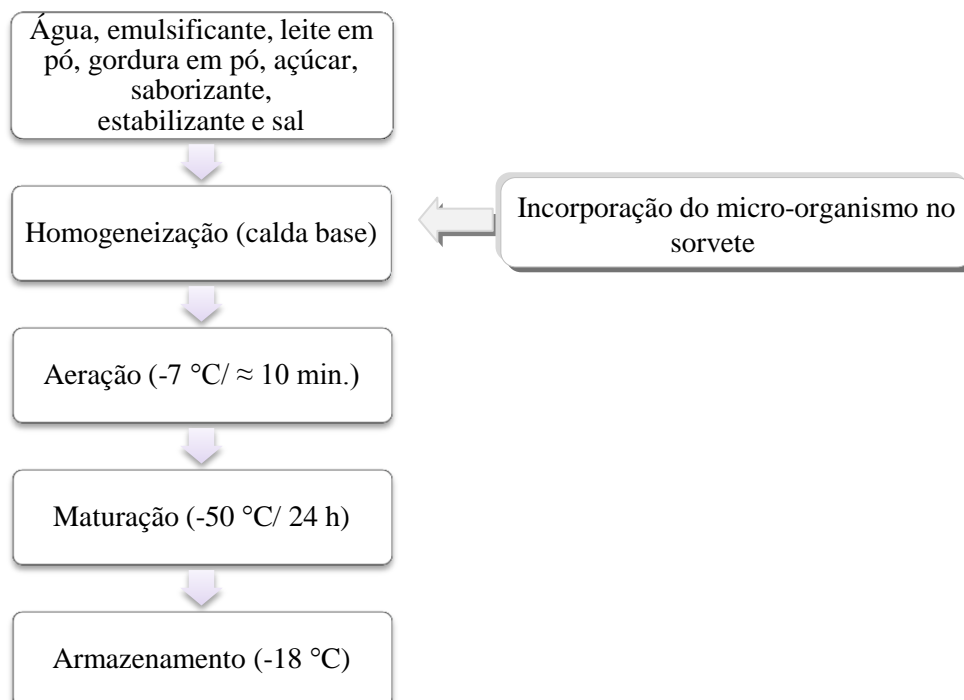 Água, emulsificante, leite em
pó, gordura em pó, açúcar,
saborizante,
estabilizante e sal
Homogeneização (calda base)
Incorporação do micro-organismo no
sorvete
Aeração (-7 °C/ ≈ 10 min.)
Maturação (-50 °C/ 24 h)
Armazenamento (-18 °C)